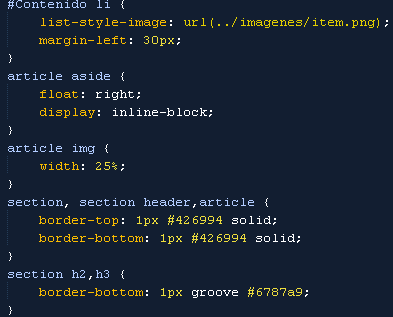 #Contenido li {
list-style-image: url(../imagenes/item.png);
margin-left: 30px;
}
article aside {
float: right;
display: inline-block;
}
article img {
width: 25%;
}
section, section header,article {
border-top: 1px #426994 solid;
border-bottom: 1px #426994 solid;
}
section h2,h3 {
border-bottom: 1px groove #6787a9;
}